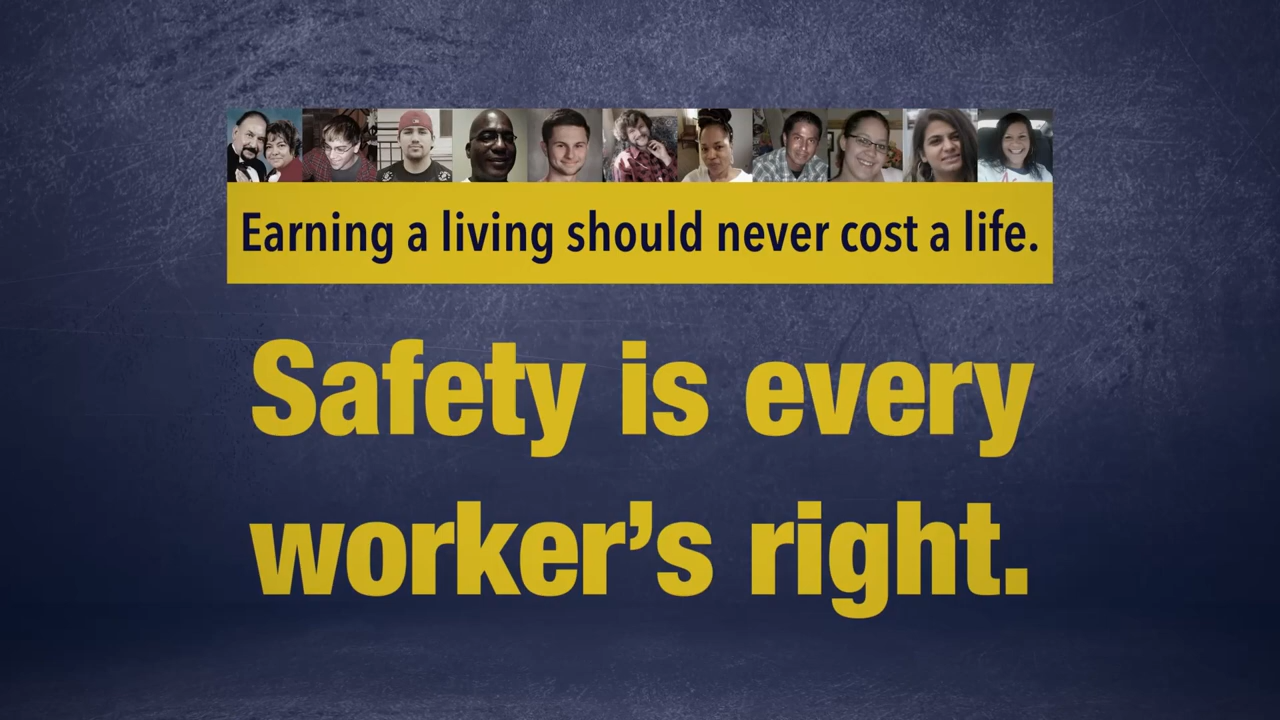 Earning a living should never cost a life.
Safety is every
worker’s right.